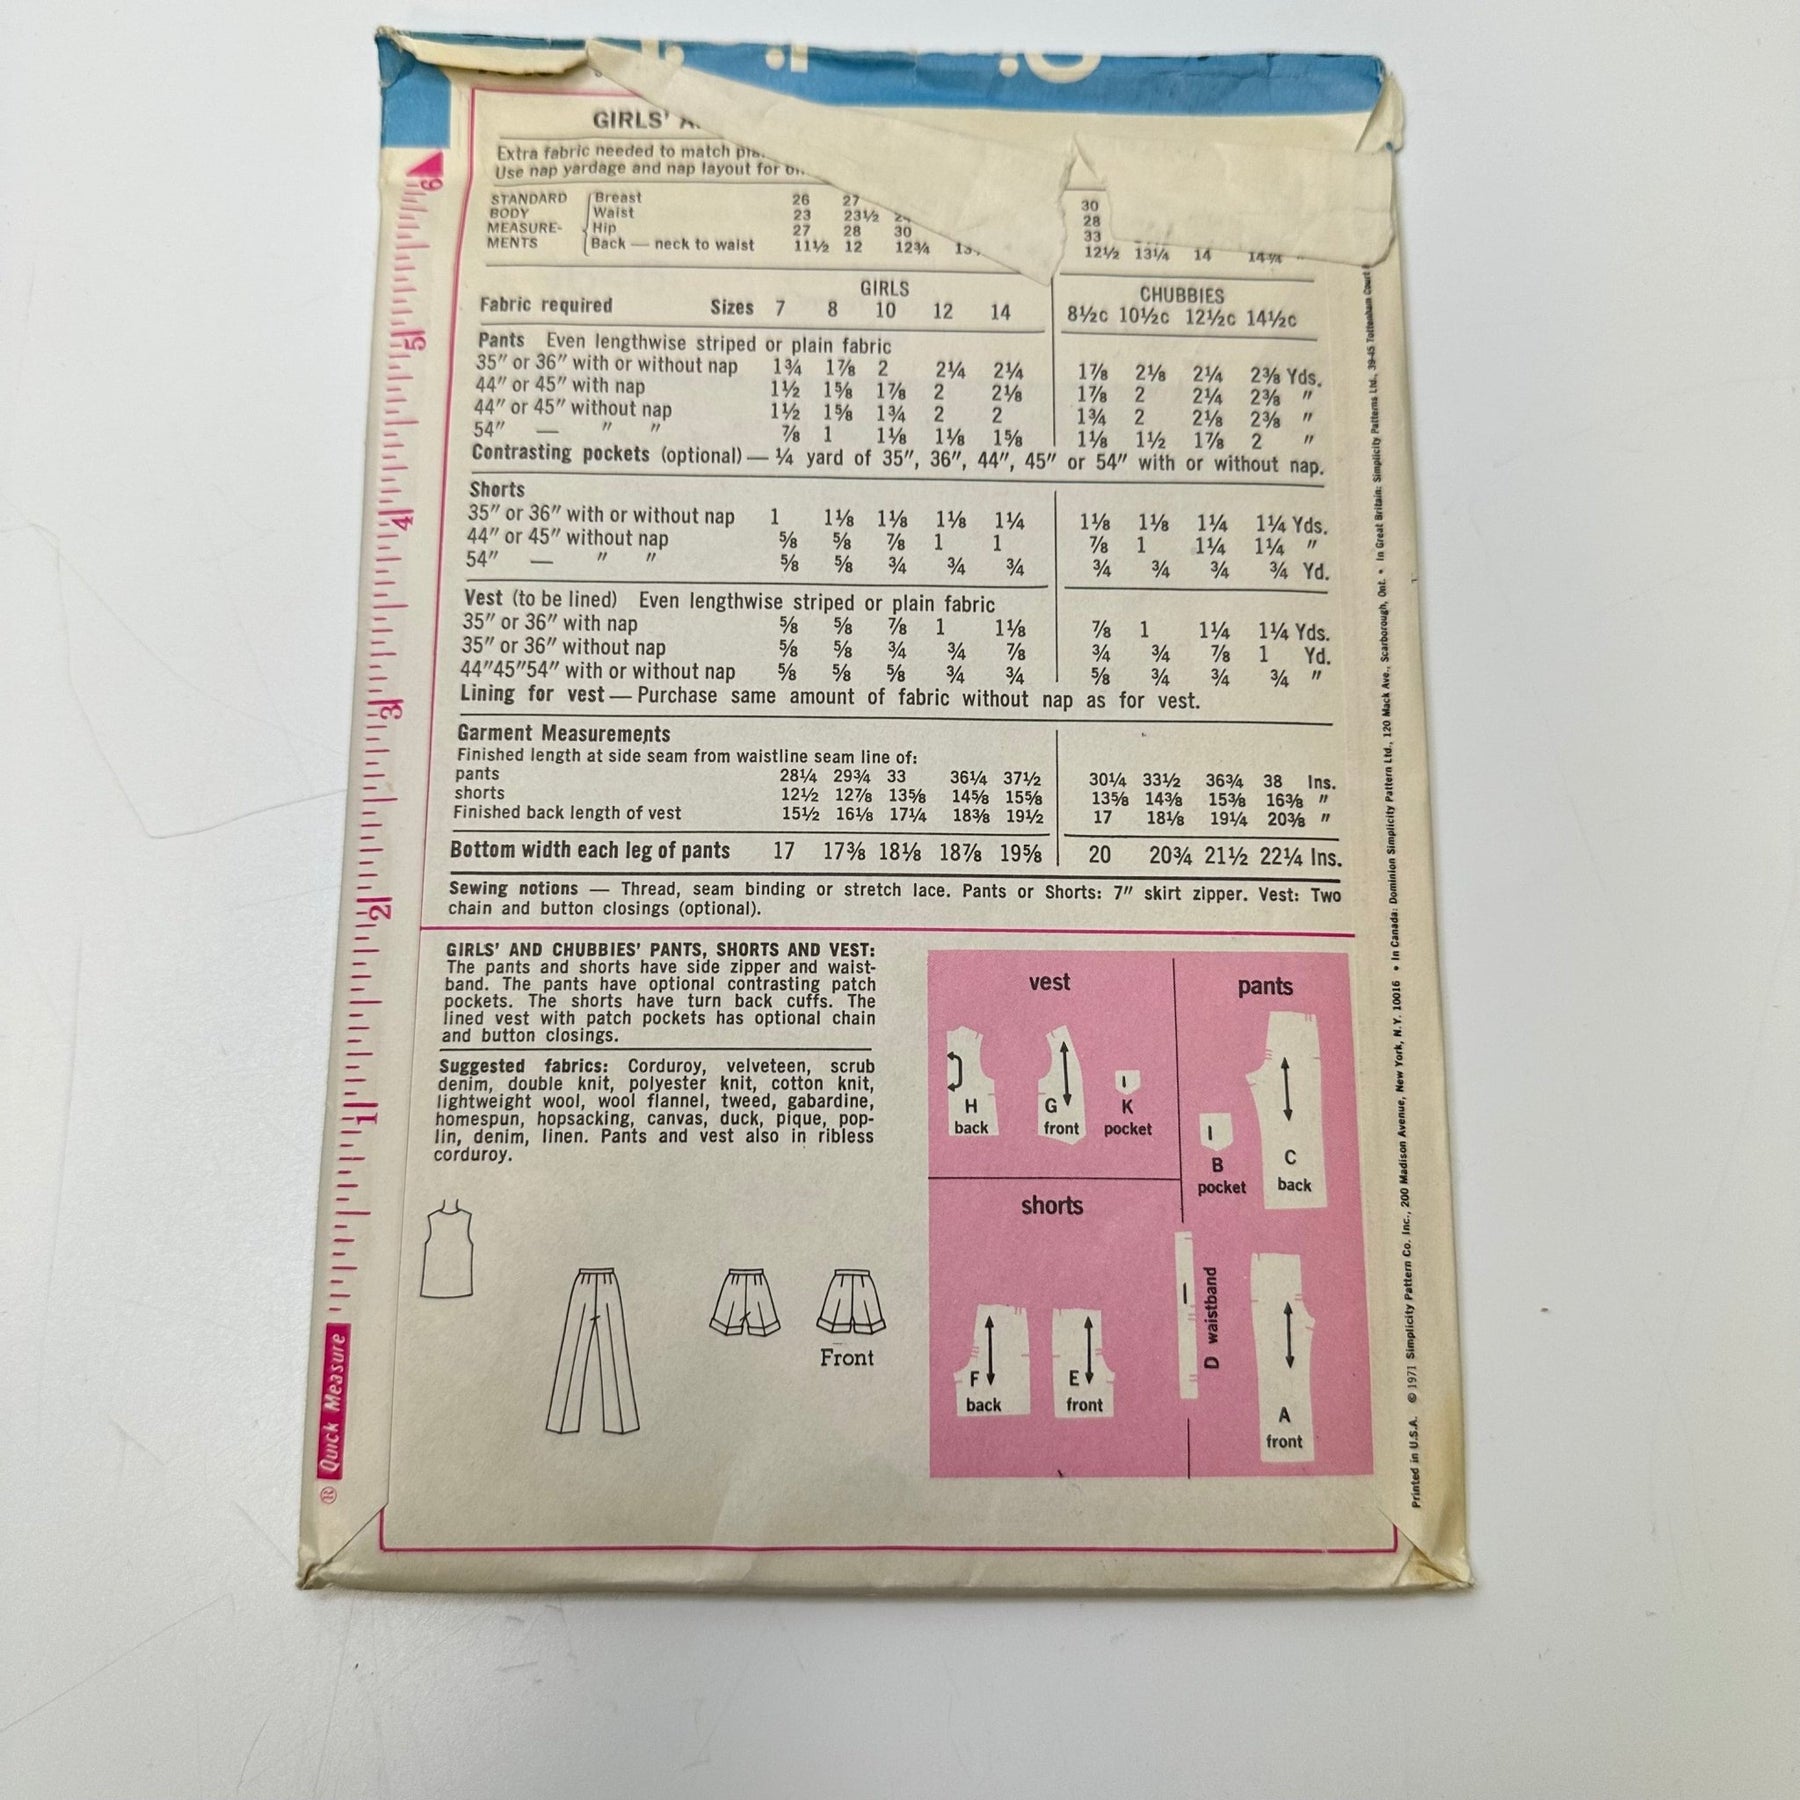 GIRLS'
Extra fabric needed to match
Use nap yardage and nap layout for
STANDARD BODY MEASURE-MENTS
Breast 26 27 30
Waist 23 23½ 28
Hip 27 28 30 33
Back — neck to waist 11½ 12 12¾ 12½ 13¼ 14 14¾
GIRLS CHUBBIES
Fabric required Sizes 7 8 10 12 14 8½c 10½c 12½c 14½c
Pants Even lengthwise striped or plain fabric
35" or 36" with or without nap 1¾ 1⅞ 2 2¼ 2¼ 1⅞ 2⅛ 2¼ 2⅜ Yds.
44" or 45" with nap 1½ 1⅝ 1⅞ 2 2⅛ 1⅞ 2 2¼ 2⅜ "
44" or 45" without nap 1½ 1⅝ 1¾ 2 2 1¾ 2 2⅛ 2⅜ "
54" — " " ⅞ 1 1⅛ 1⅛ 1⅝ 1⅛ 1½ 1⅞ 2 "
Contrasting pockets (optional) — ¼ yard of 35", 36", 44", 45" or 54" with or without nap.
Shorts
35" or 36" with or without nap 1 1⅛ 1⅛ 1⅛ 1¼ 1⅛ 1⅛ 1¼ 1¼ Yds.
44" or 45" without nap ⅝ ⅝ ⅞ 1 1 ⅞ 1 1¼ 1¼ "
54" — " " ⅝ ⅝ ¾ ¾ ¾ ¾ ¾ ¾ ¾ Yd.
Vest (to be lined) Even lengthwise striped or plain fabric
35" or 36" with nap ⅝ ⅝ ⅞ 1 1⅛ ⅞ 1 1¼ 1¼ Yds.
35" or 36" without nap ⅝ ⅝ ¾ ¾ ⅞ ¾ ¾ ⅞ 1 Yd.
44"45"54" with or without nap ⅝ ⅝ ⅝ ¾ ¾ ⅝ ¾ ¾ ¾ "
Lining for vest — Purchase same amount of fabric without nap as for vest.
Garment Measurements
Finished length at side seam from waistline seam line of:
pants 28¼ 29¾ 33 36¼ 37½ 30¼ 33½ 36¾ 38 Ins.
shorts 12½ 12⅞ 13⅝ 14⅝ 15⅝ 13⅝ 14⅜ 15⅜ 16⅜ "
Finished back length of vest 15½ 16⅛ 17¼ 18⅜ 19½ 17 18⅛ 19¼ 20⅜ "
Bottom width each leg of pants 17 17⅜ 18⅛ 18⅞ 19⅝ 20 20¾ 21½ 22¼ Ins.
Sewing notions — Thread, seam binding or stretch lace. Pants or Shorts: 7" skirt zipper. Vest: Two
chain and button closings (optional).
GIRLS' AND CHUBBIES' PANTS, SHORTS AND VEST:
The pants and shorts have side zipper and waist-
band. The pants have optional contrasting patch
pockets. The shorts have turn back cuffs. The
lined vest with patch pockets has optional chain
and button closings.
Suggested fabrics: Corduroy, velveteen, scrub
denim, double knit, polyester knit, cotton knit,
lightweight wool, wool flannel, tweed, gabardine,
homespun, hopsacking, canvas, duck, pique, pop-
lin, denim, linen. Pants and vest also in ribless
corduroy.
Front
vest
H
back
G
front
K
pocket
pants
B
pocket
C
back
shorts
F
back
E
front
D waistband
A
front
6
5
4
3
2
1
Quick Measure
®
Printed in U.S.A. © 1971 Simplicity Pattern Co. Inc., 200 Madison Avenue, New York, N.Y. 10016 • In Canada: Dominion Simplicity Pattern Ltd., 120 Mack Ave., Scarborough, Ont. • In Great Britain: Simplicity Patterns Ltd., 39-45 Tottenham Court